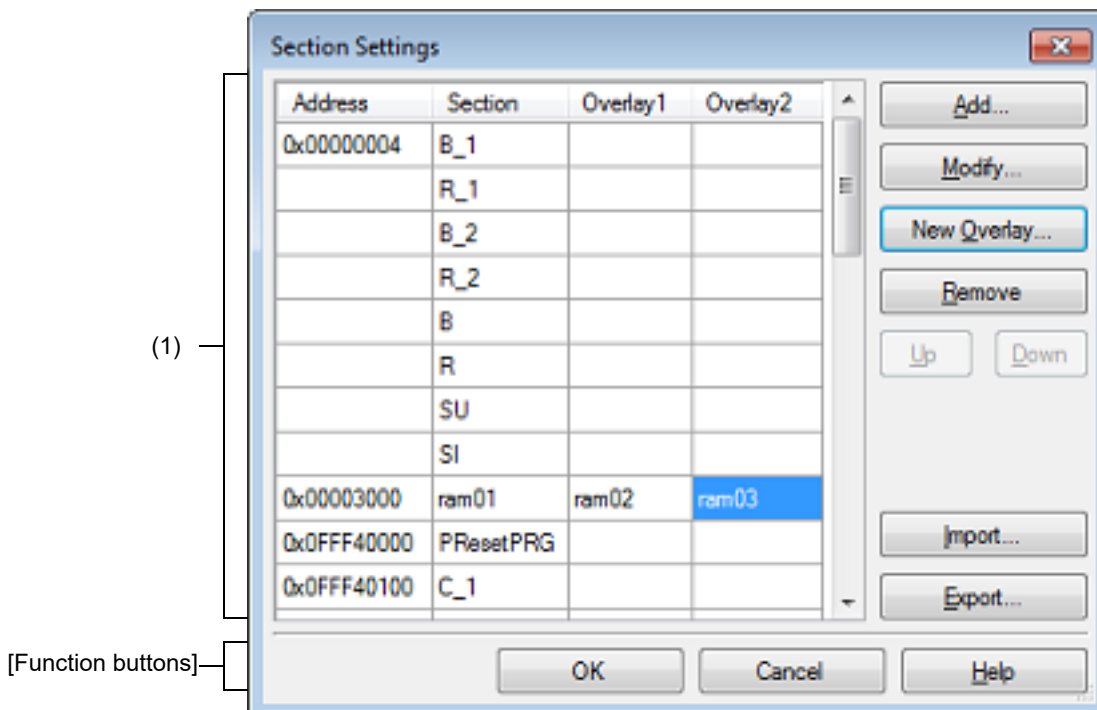 Section Settings
Address Section Overlay1 Overlay2
0x00000004 B_1
R_1
B_2
R_2
B
R
SU
SI
0x00003000 ram01 ram02 ram03
0x0FFF40000 PResetPRG
0x0FFF40100 C_1
Add...
Modify...
New Overlay...
Remove
Up Down
Import...
Export...
(1)
[Function buttons]
OK Cancel Help